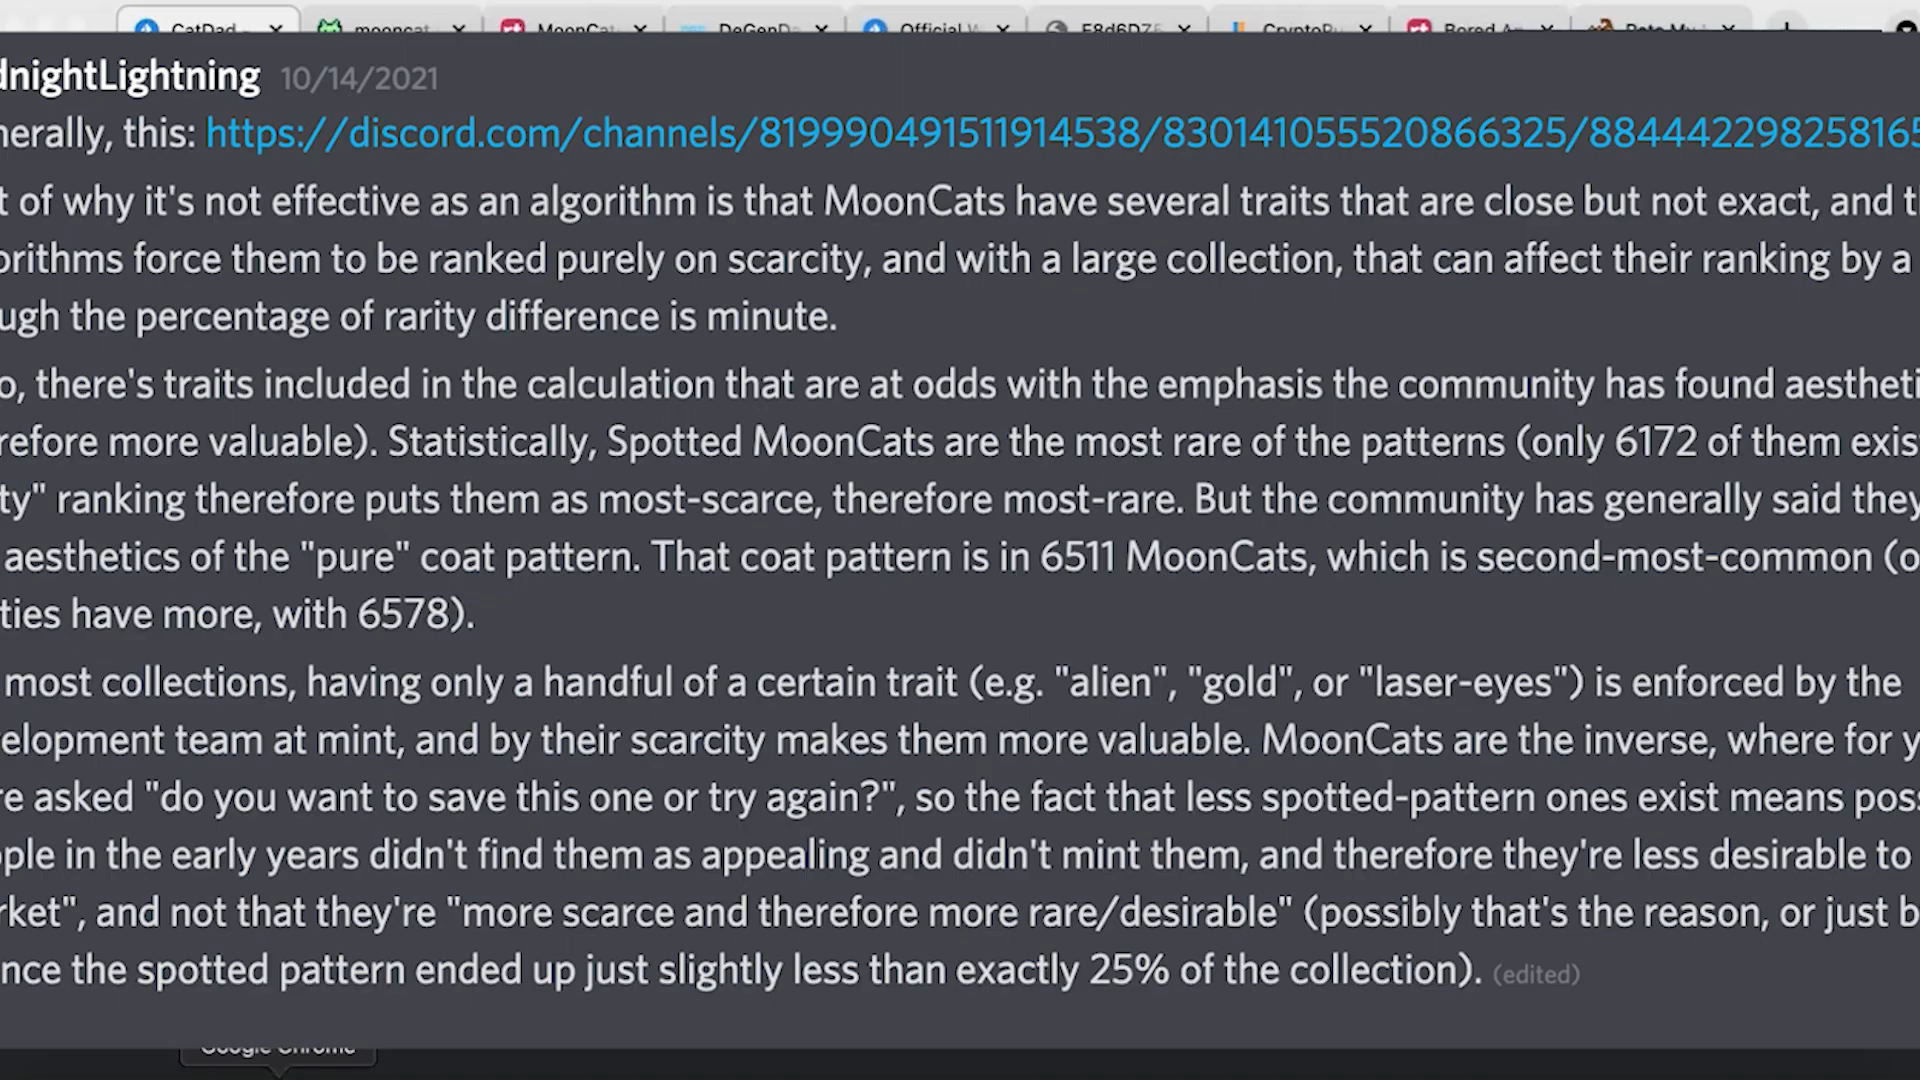 CatDad
mooncat
MoonCat
DeGenDa
Official
F8d6DZF
CryptoPu
Bored
dnightLightning 10/14/2021
nerally, this: https://discord.com/channels/819990491511914538/830141055520866325/884442298258165
t of why it's not effective as an algorithm is that MoonCats have several traits that are close but not exact, and t
orithms force them to be ranked purely on scarcity, and with a large collection, that can affect their ranking by a
ugh the percentage of rarity difference is minute.
o, there's traits included in the calculation that are at odds with the emphasis the community has found aestheti
refore more valuable). Statistically, Spotted MoonCats are the most rare of the patterns (only 6172 of them exis
ty" ranking therefore puts them as most-scarce, therefore most-rare. But the community has generally said they
aesthetics of the "pure" coat pattern. That coat pattern is in 6511 MoonCats, which is second-most-common (o
ties have more, with 6578).
most collections, having only a handful of a certain trait (e.g. "alien", "gold", or "laser-eyes") is enforced by the
elopment team at mint, and by their scarcity makes them more valuable. MoonCats are the inverse, where for y
re asked "do you want to save this one or try again?", so the fact that less spotted-pattern ones exist means poss
ple in the early years didn't find them as appealing and didn't mint them, and therefore they're less desirable to
rket", and not that they're "more scarce and therefore more rare/desirable" (possibly that's the reason, or just b
nce the spotted pattern ended up just slightly less than exactly 25% of the collection). (edited)
Google Chrome